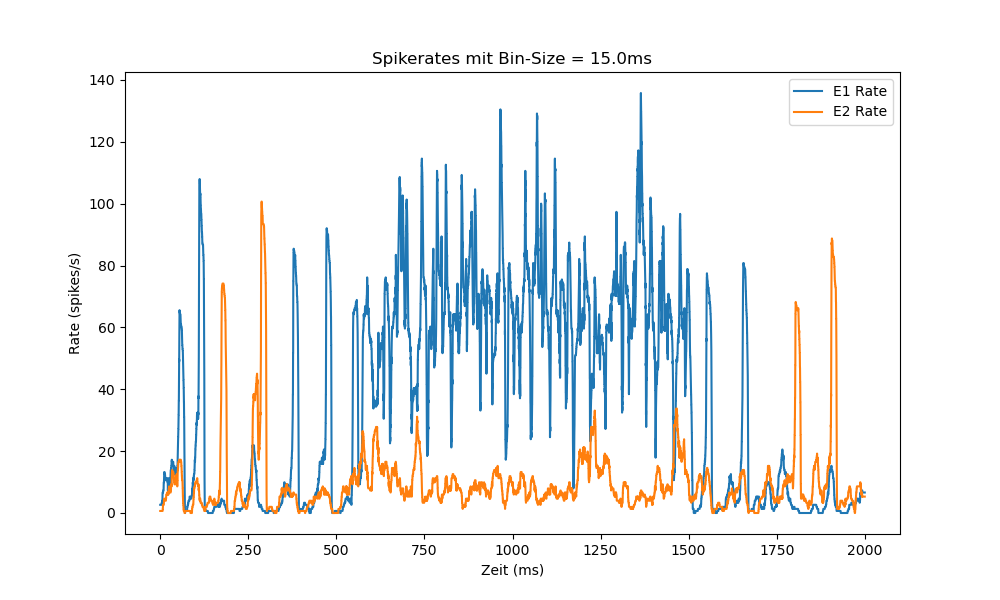 Spikerates mit Bin-Size = 15.0ms
E1 Rate
E2 Rate
Rate (spikes/s)
140
120
100
80
60
40
20
0
0 250 500 750 1000 1250 1500 1750 2000
Zeit (ms)